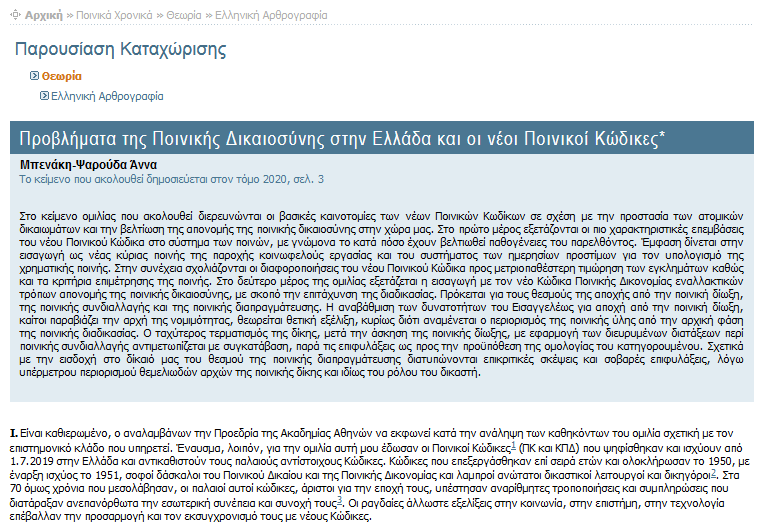 Αρχική » Ποινικά Χρονικά » Θεωρία » Ελληνική Αρθρογραφία
Παρουσίαση Καταχώρισης
Θεωρία
Ελληνική Αρθρογραφία
Προβλήματα της Ποινικής Δικαιοσύνης στην Ελλάδα και οι νέοι Ποινικοί Κώδικες*
Μπενάκη-Ψαρούδα Άννα
Το κείμενο που ακολουθεί δημοσιεύεται στον τόμο 2020, σελ. 3
Στο κείμενο ομιλίας που ακολουθεί διερευνώνται οι βασικές καινοτομίες των νέων Ποινικών Κωδίκων σε σχέση με την προστασία των ατομικών
δικαιωμάτων και την βελτίωση της απονομής της ποινικής δικαιοσύνης στην χώρα μας. Στο πρώτο μέρος εξετάζονται οι πιο χαρακτηριστικές επεμβάσεις
του νέου Ποινικού Κώδικα στο σύστημα των ποινών, με γνώμονα το κατά πόσο έχουν βελτιωθεί παθογένειες του παρελθόντος. Έμφαση δίνεται στην
εισαγωγή ως νέας κύριας ποινής της παροχής κοινωφελούς εργασίας και του συστήματος των ημερησίων προστίμων για τον υπολογισμό της
χρηματικής ποινής. Στην συνέχεια σχολιάζονται οι διαφοροποιήσεις του νέου Ποινικού Κώδικα προς μετριοπαθέστερη τιμώρηση των εγκλημάτων καθώς
και τα κριτήρια επιμέτρησης της ποινής. Στο δεύτερο μέρος της ομιλίας εξετάζεται η εισαγωγή με τον νέο Κώδικα Ποινικής Δικονομίας εναλλακτικών
τρόπων απονομής της ποινικής δικαιοσύνης, με σκοπό την επιτάχυνση της διαδικασίας. Πρόκειται για τους θεσμούς της αποχής από την ποινική δίωξη,
της ποινικής συνδιαλλαγής και της ποινικής διαπραγμάτευσης. Η αναβάθμιση των δυνατοτήτων του Εισαγγελέως για αποχή από την ποινική δίωξη,
καίτοι παραβιάζει την αρχή της νομιμότητας, θεωρείται θετική εξέλιξη, κυρίως διότι αναμένεται ο περιορισμός της ποινικής ύλης από την αρχική φάση
της ποινικής διαδικασίας. Ο ταχύτερος τερματισμός της δίκης, μετά την άσκηση της ποινικής δίωξης, με εφαρμογή των διευρυμένων διατάξεων περί
ποινικής συνδιαλλαγής αντιμετωπίζεται με συγκατάβαση, παρά τις επιφυλάξεις ως προς την προϋπόθεση της ομολογίας του κατηγορουμένου. Σχετικά
με την εισδοχή στο δίκαιό μας του θεσμού της ποινικής διαπραγμάτευσης διατυπώνονται επικριτικές σκέψεις και σοβαρές επιφυλάξεις, λόγω
υπέρμετρου περιορισμού θεμελιωδών αρχών της ποινικής δίκης και ιδίως του ρόλου του δικαστή.
Ι. Είναι καθιερωμένο, ο αναλαμβάνων την Προεδρία της Ακαδημίας Αθηνών να εκφωνεί κατά την ανάληψη των καθηκόντων του ομιλία σχετική με τον
επιστημονικό κλάδο που υπηρετεί. Έναυσμα, λοιπόν, για την ομιλία αυτή μου έδωσαν οι Ποινικοί Κώδικες1 (ΠΚ και ΚΠΔ) που ψηφίσθηκαν και ισχύουν από
1.7.2019 στην Ελλάδα και αντικαθιστούν τους παλαιούς αντίστοιχους Κώδικες. Κώδικες που επεξεργάσθηκαν επί σειρά ετών και ολοκλήρωσαν το 1950, με
έναρξη ισχύος το 1951, σοφοί δάσκαλοι του Ποινικού Δικαίου και της Ποινικής Δικονομίας και λαμπροί ανώτατοι δικαστικοί λειτουργοί και δικηγόροι2. Στα
70 όμως χρόνια που μεσολάβησαν, οι παλαιοί αυτοί κώδικες, άριστοι για την εποχή τους, υπέστησαν αναρίθμητες τροποποιήσεις και συμπληρώσεις που
διατάραξαν ανεπανόρθωτα την εσωτερική συνέπεια και συνοχή τους3. Οι ραγδαίες άλλωστε εξελίξεις στην κοινωνία, στην επιστήμη, στην τεχνολογία
επέβαλλαν την προσαρμογή και τον εκσυγχρονισμό τους με νέους Κώδικες.